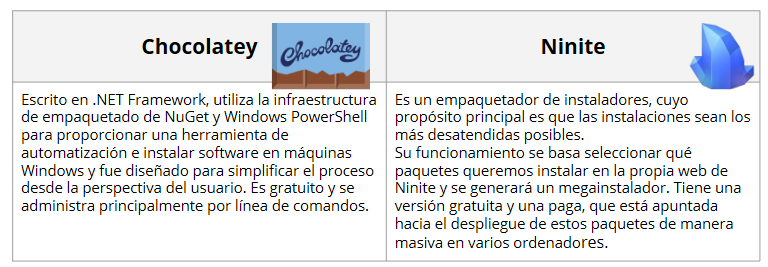 Chocolatey
Chocolatey
Ninite
Escrito en .NET Framework, utiliza la infraestructura
de empaquetado de NuGet y Windows PowerShell
para proporcionar una herramienta de
automatización e instalar software en máquinas
Windows y fue diseñado para simplificar el proceso
desde la perspectiva del usuario. Es gratuito y se
administra principalmente por línea de comandos.
Es un empaquetador de instaladores, cuyo
propósito principal es que las instalaciones sean los
más desatendidas posibles.
Su funcionamiento se basa seleccionar qué
paquetes queremos instalar en la propia web de
Ninite y se generará un megainstalador. Tiene una
versión gratuita y una paga, que está apuntada
hacia el despliegue de estos paquetes de manera
masiva en varios ordenadores.